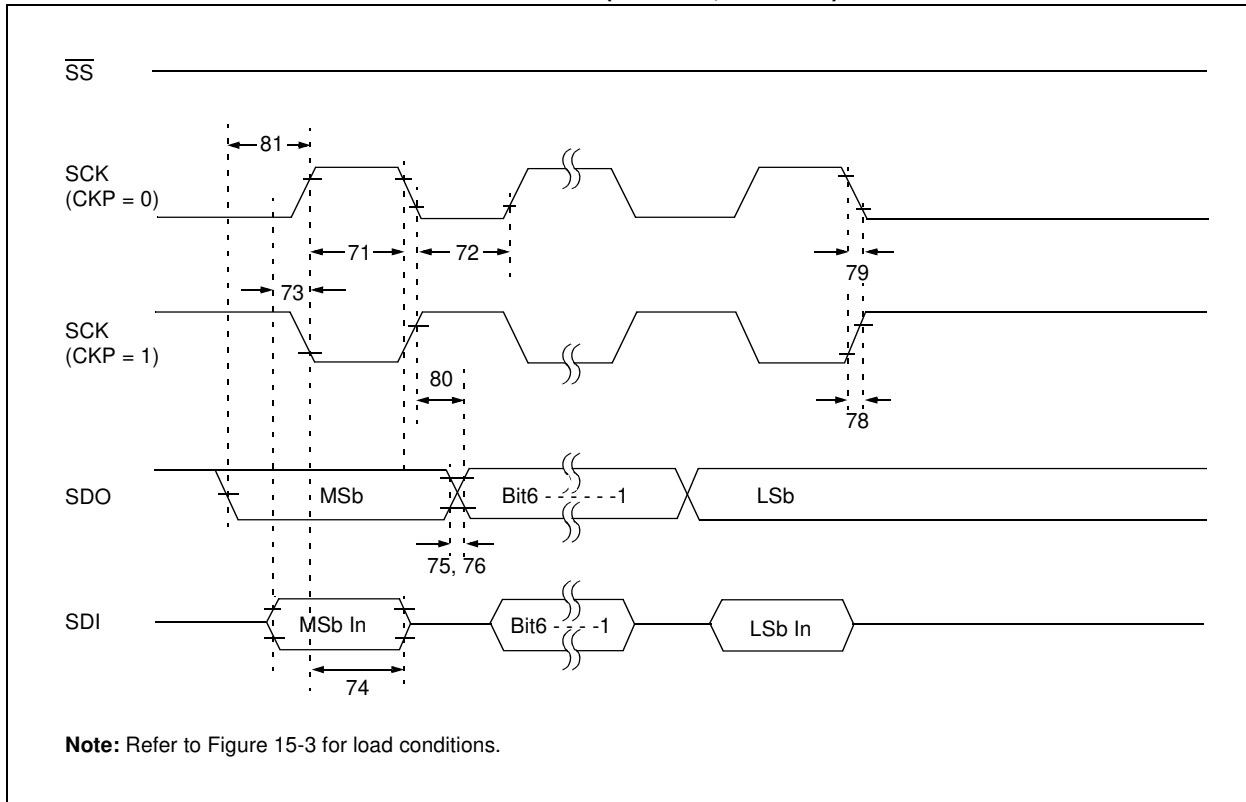 SS
81
SCK
(CKP = 0)
71
72
79
73
SCK
(CKP = 1)
80
78
SDO
MSb
Bit6 - - - - - -1
LSb
75, 76
SDI
MSb In
Bit6 - - - -1
LSb In
74
Note: Refer to Figure 15-3 for load conditions.